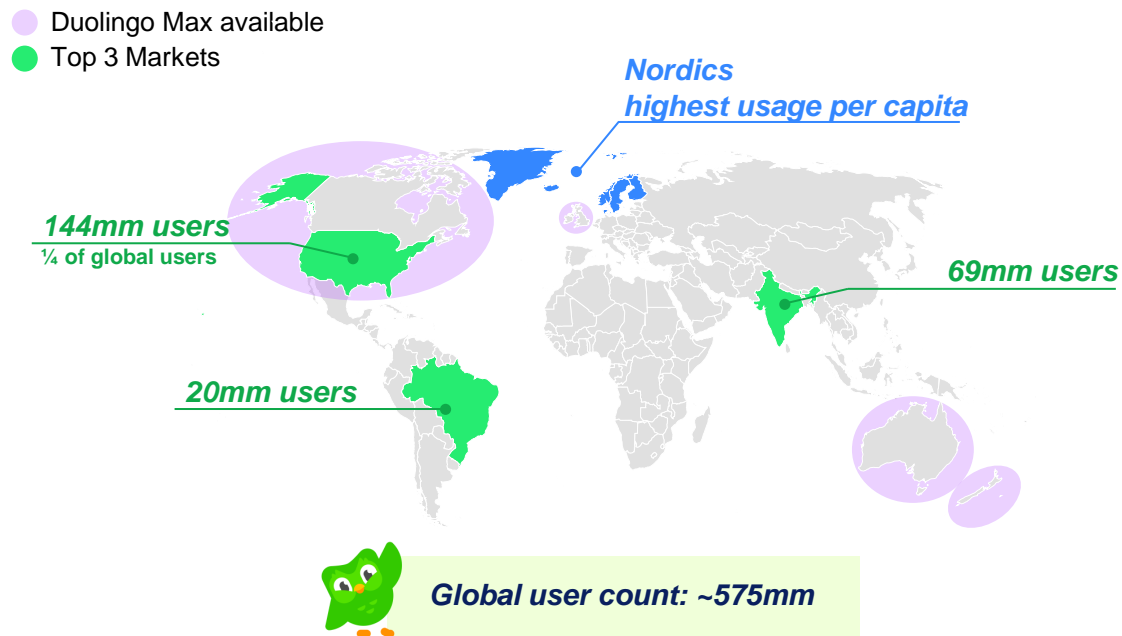 Duolingo Max available
Top 3 Markets
Nordics
highest usage per capita
144mm users
¼ of global users
69mm users
20mm users
Global user count: ~575mm